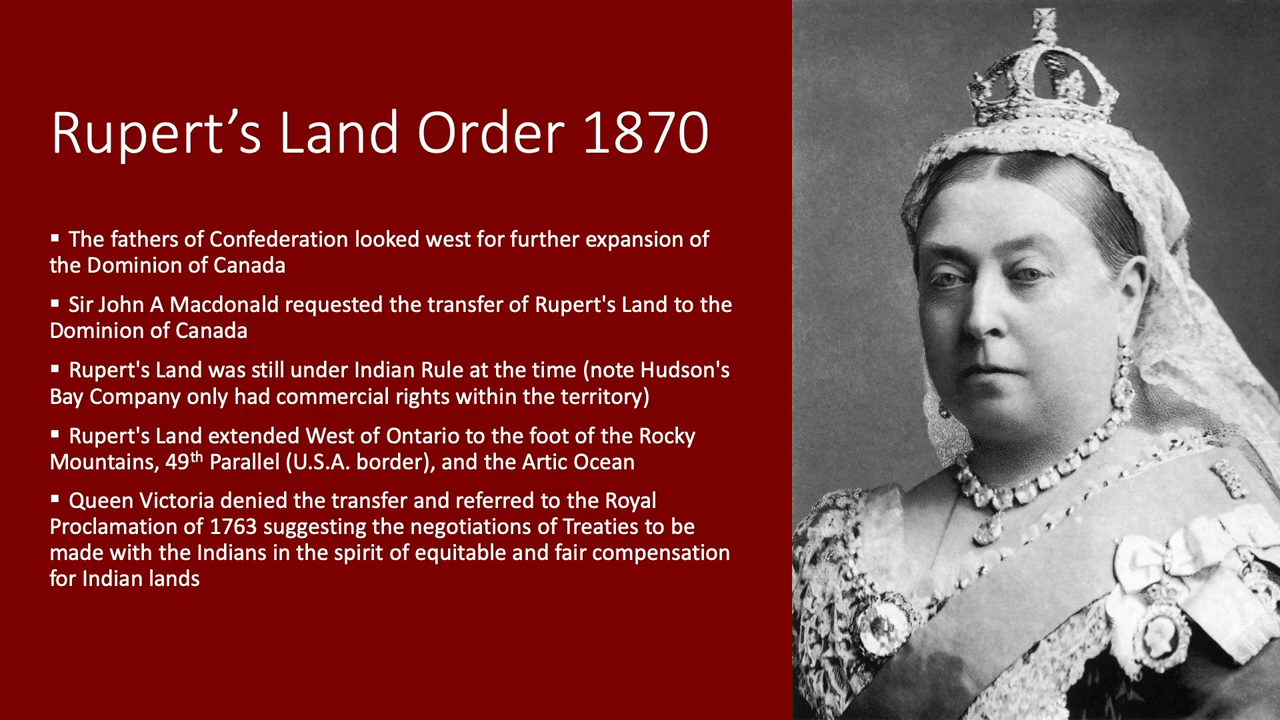 Rupert’s Land Order 1870
▪ The fathers of Confederation looked west for further expansion of
the Dominion of Canada
▪ Sir John A Macdonald requested the transfer of Rupert's Land to the
Dominion of Canada
▪ Rupert's Land was still under Indian Rule at the time (note Hudson's
Bay Company only had commercial rights within the territory)
▪ Rupert's Land extended West of Ontario to the foot of the Rocky
Mountains, 49th Parallel (U.S.A. border), and the Artic Ocean
▪ Queen Victoria denied the transfer and referred to the Royal
Proclamation of 1763 suggesting the negotiations of Treaties to be
made with the Indians in the spirit of equitable and fair compensation
for Indian lands